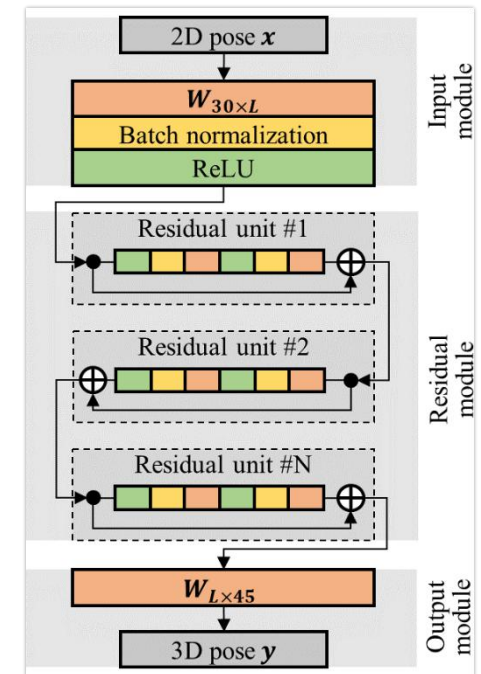 2D pose x
W30×L
Batch normalization
ReLU
Input
module
Residual unit #1
Residual unit #2
Residual unit #N
Residual
module
WL×45
3D pose y
Output
module